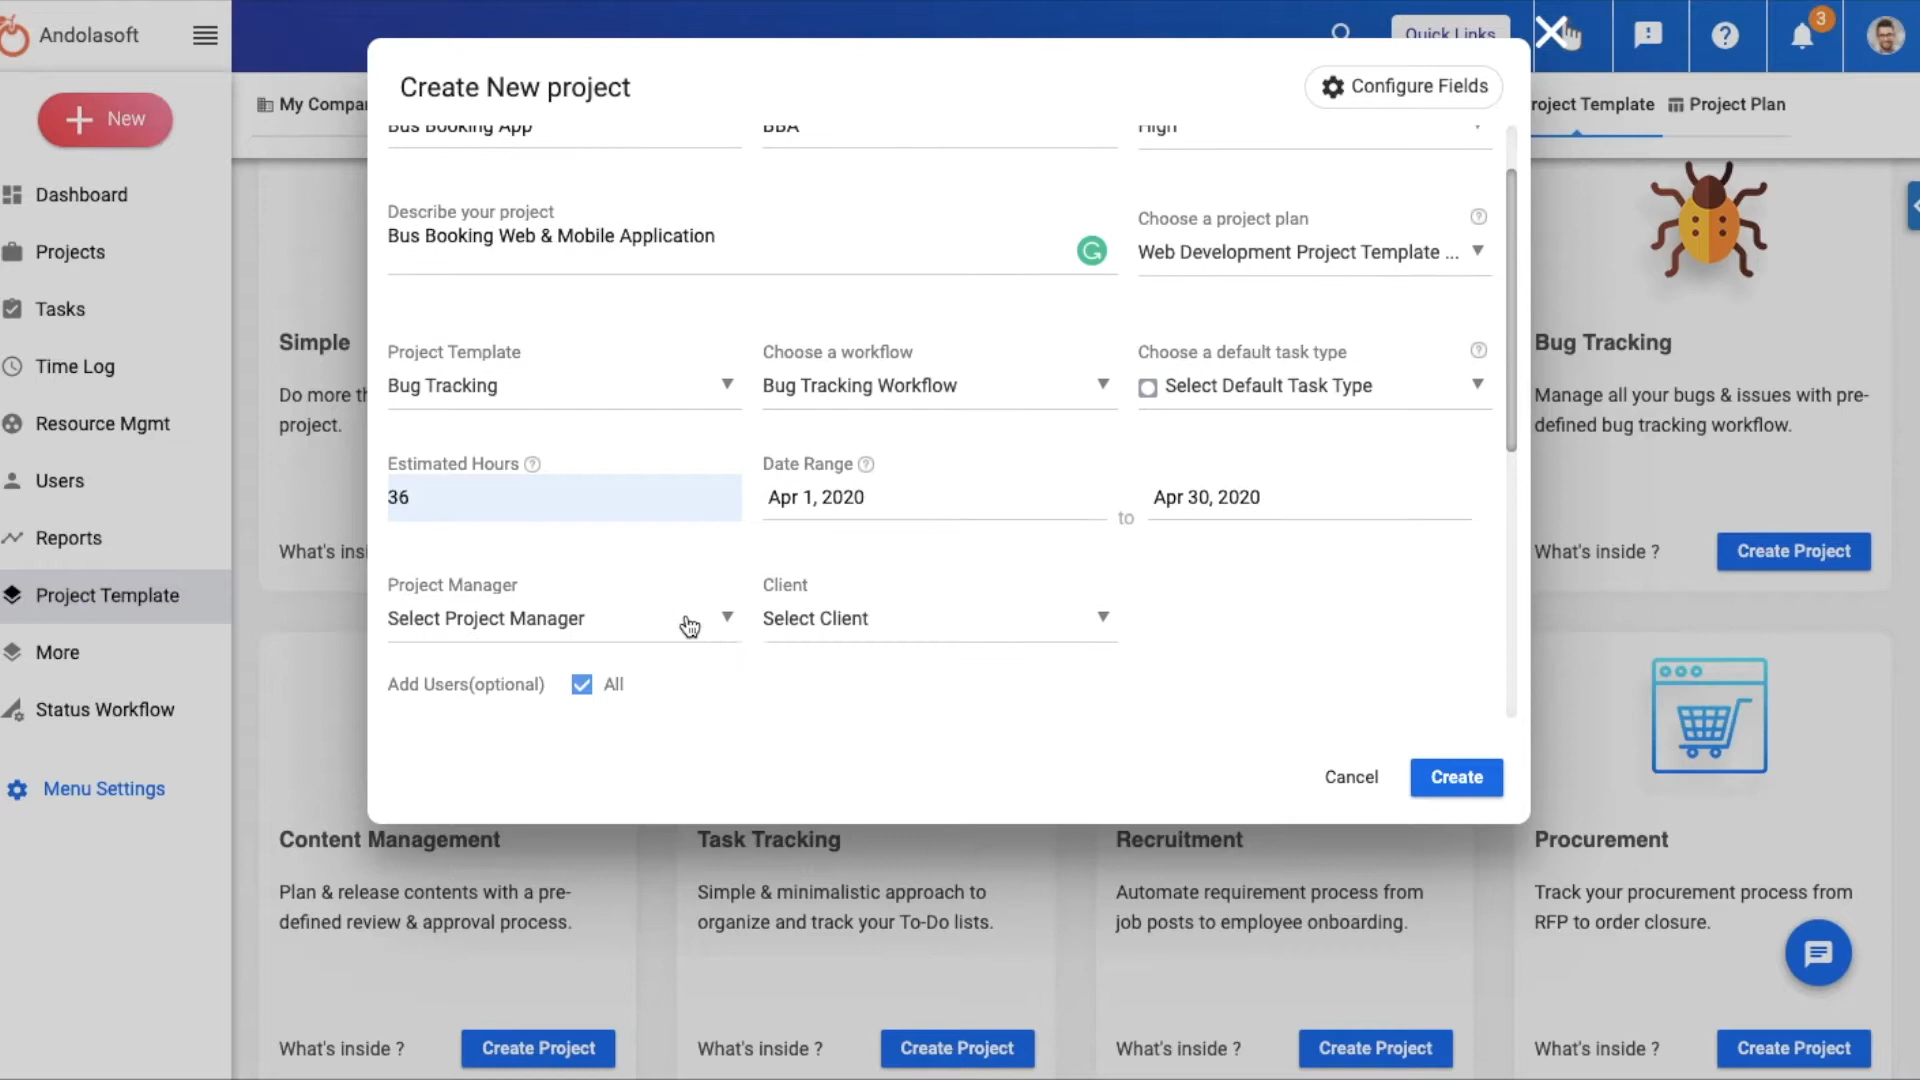 Andolasoft
Quick Links
3
New
My Compa
roject Template
Project Plan
Dashboard
Projects
Tasks
Time Log
Resource Mgmt
Users
Reports
Project Template
More
Status Workflow
Menu Settings
Create New project
Configure Fields
Bus Booking App
BBA
High
Describe your project
Bus Booking Web & Mobile Application
Choose a project plan
Web Development Project Template ...
Project Template
Bug Tracking
Choose a workflow
Bug Tracking Workflow
Choose a default task type
Select Default Task Type
Estimated Hours
36
Date Range
Apr 1, 2020
to
Apr 30, 2020
Project Manager
Select Project Manager
Client
Select Client
Add Users(optional)
All
Cancel
Create
Simple
Do more th
project.
What's insi
Bug Tracking
Manage all your bugs & issues with pre-
defined bug tracking workflow.
What's inside ?
Create Project
Content Management
Plan & release contents with a pre-
defined review & approval process.
What's inside ?
Create Project
Task Tracking
Simple & minimalistic approach to
organize and track your To-Do lists.
What's inside ?
Create Project
Recruitment
Automate requirement process from
job posts to employee onboarding.
What's inside ?
Create Project
Procurement
Track your procurement process from
RFP to order closure.
What's inside ?
Create Project